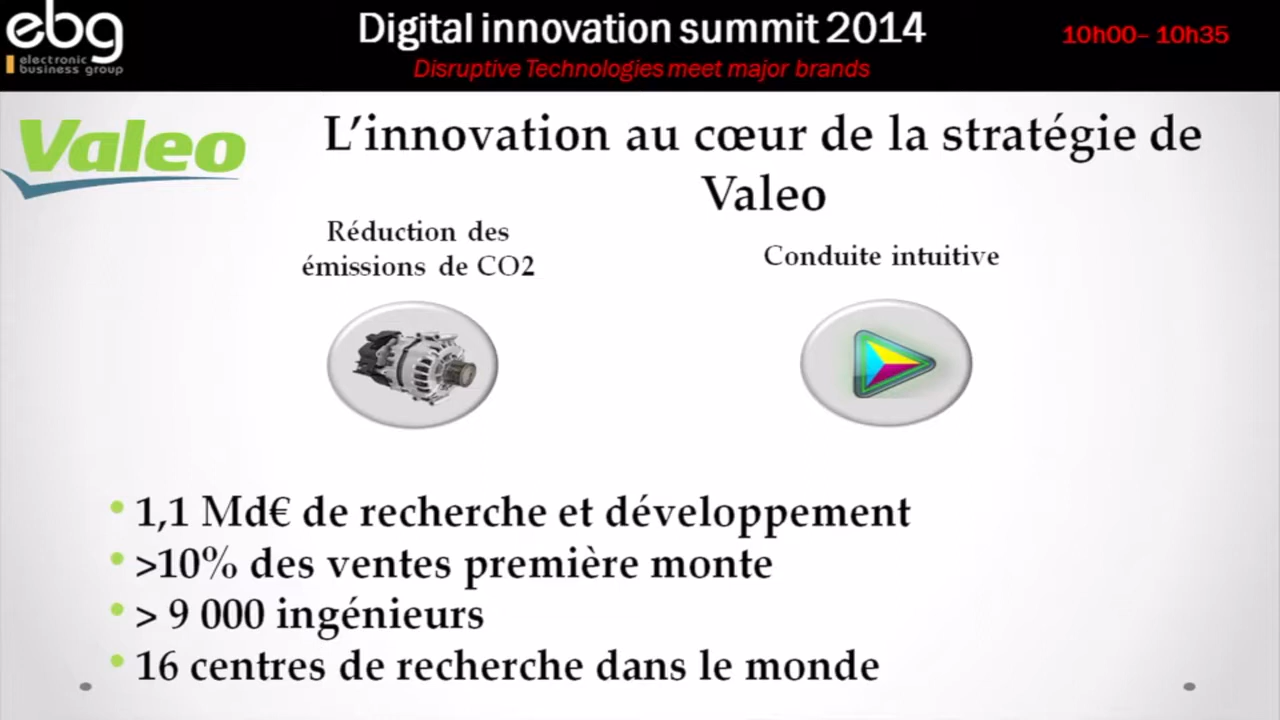 ebg
electronic
business group
Digital innovation summit 2014
Disruptive Technologies meet major brands
10h00– 10h35
Valeo
L’innovation au cœur de la stratégie de
Valeo
Réduction des
émissions de CO2
Conduite intuitive
• 1,1 Md€ de recherche et développement
• >10% des ventes première monte
• > 9 000 ingénieurs
• 16 centres de recherche dans le monde